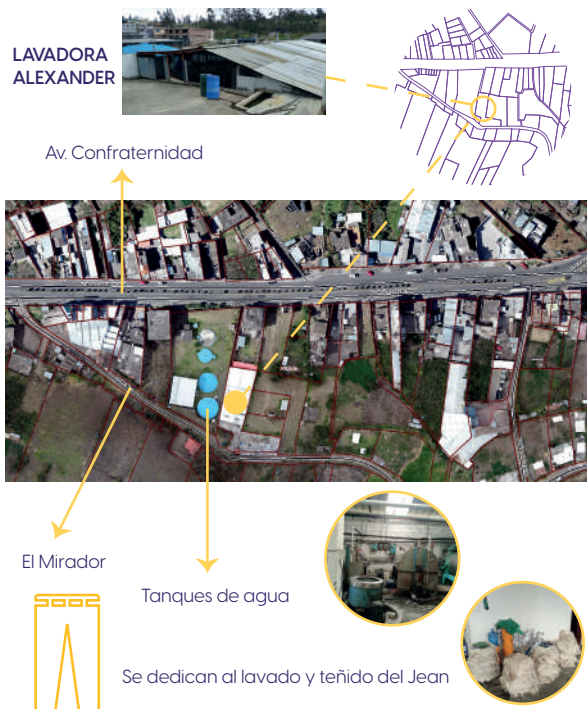 LAVADORA
ALEXANDER
Av. Confraternidad
El Mirador
Tanques de agua
Se dedican al lavado y teñido del Jean